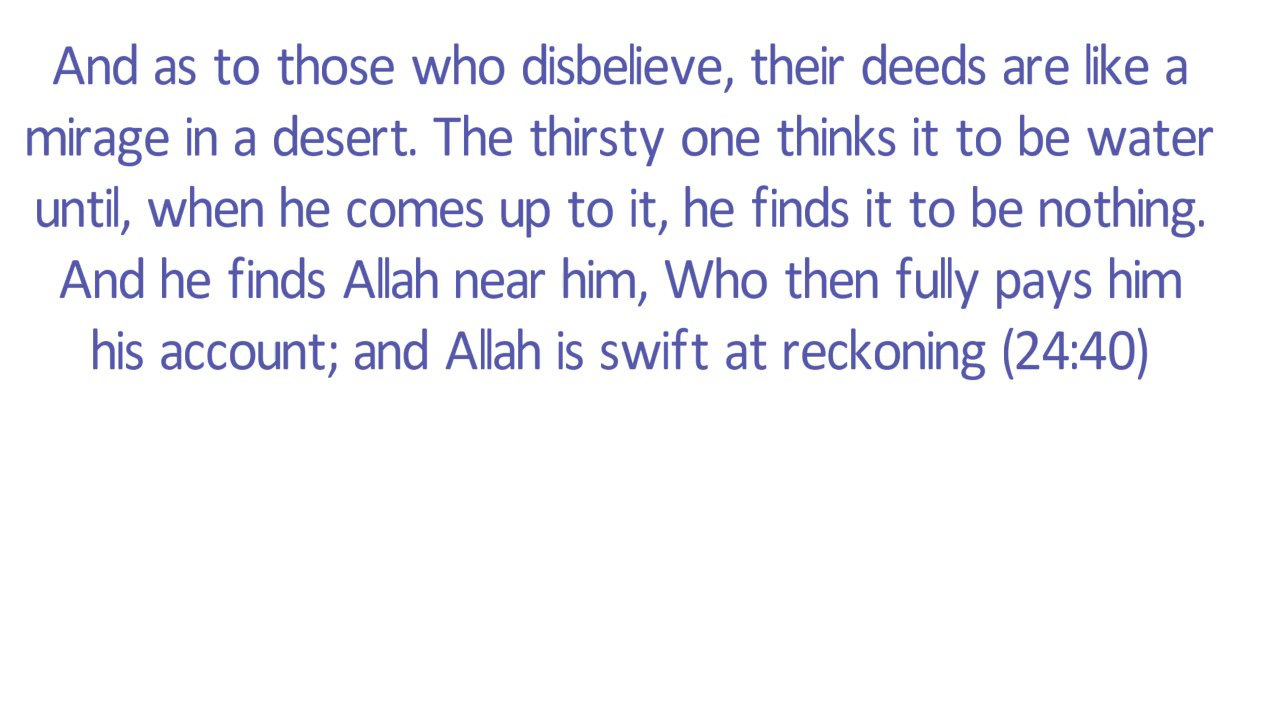 And as to those who disbelieve, their deeds are like a
mirage in a desert. The thirsty one thinks it to be water
until, when he comes up to it, he finds it to be nothing.
And he finds Allah near him, Who then fully pays him
his account; and Allah is swift at reckoning (24:40)